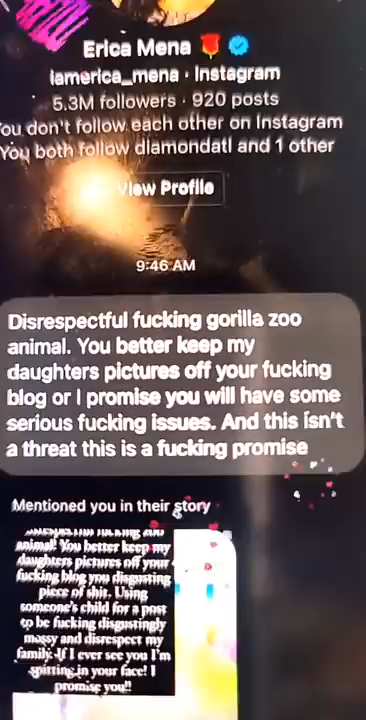 Erica Mena
iamerica_mena · Instagram
5.3M followers · 920 posts
You don't follow each other on Instagram
You both follow diamondatl and 1 other
View Profile
9:46 AM
Disrespectful fucking gorilla zoo
animal. You better keep my
daughters pictures off your fucking
blog or I promise you will have some
serious fucking issues. And this isn't
a threat this is a fucking promise
Mentioned you in their story
fucking zoo
animal! You better keep my
daughters pictures off your
fucking blog you disgusting
piece of shit. Using
someone's child for a post
to be fucking disgustingly
messy and disrespect my
family. If I ever see you I'm
spitting in your face! I
promise you!!